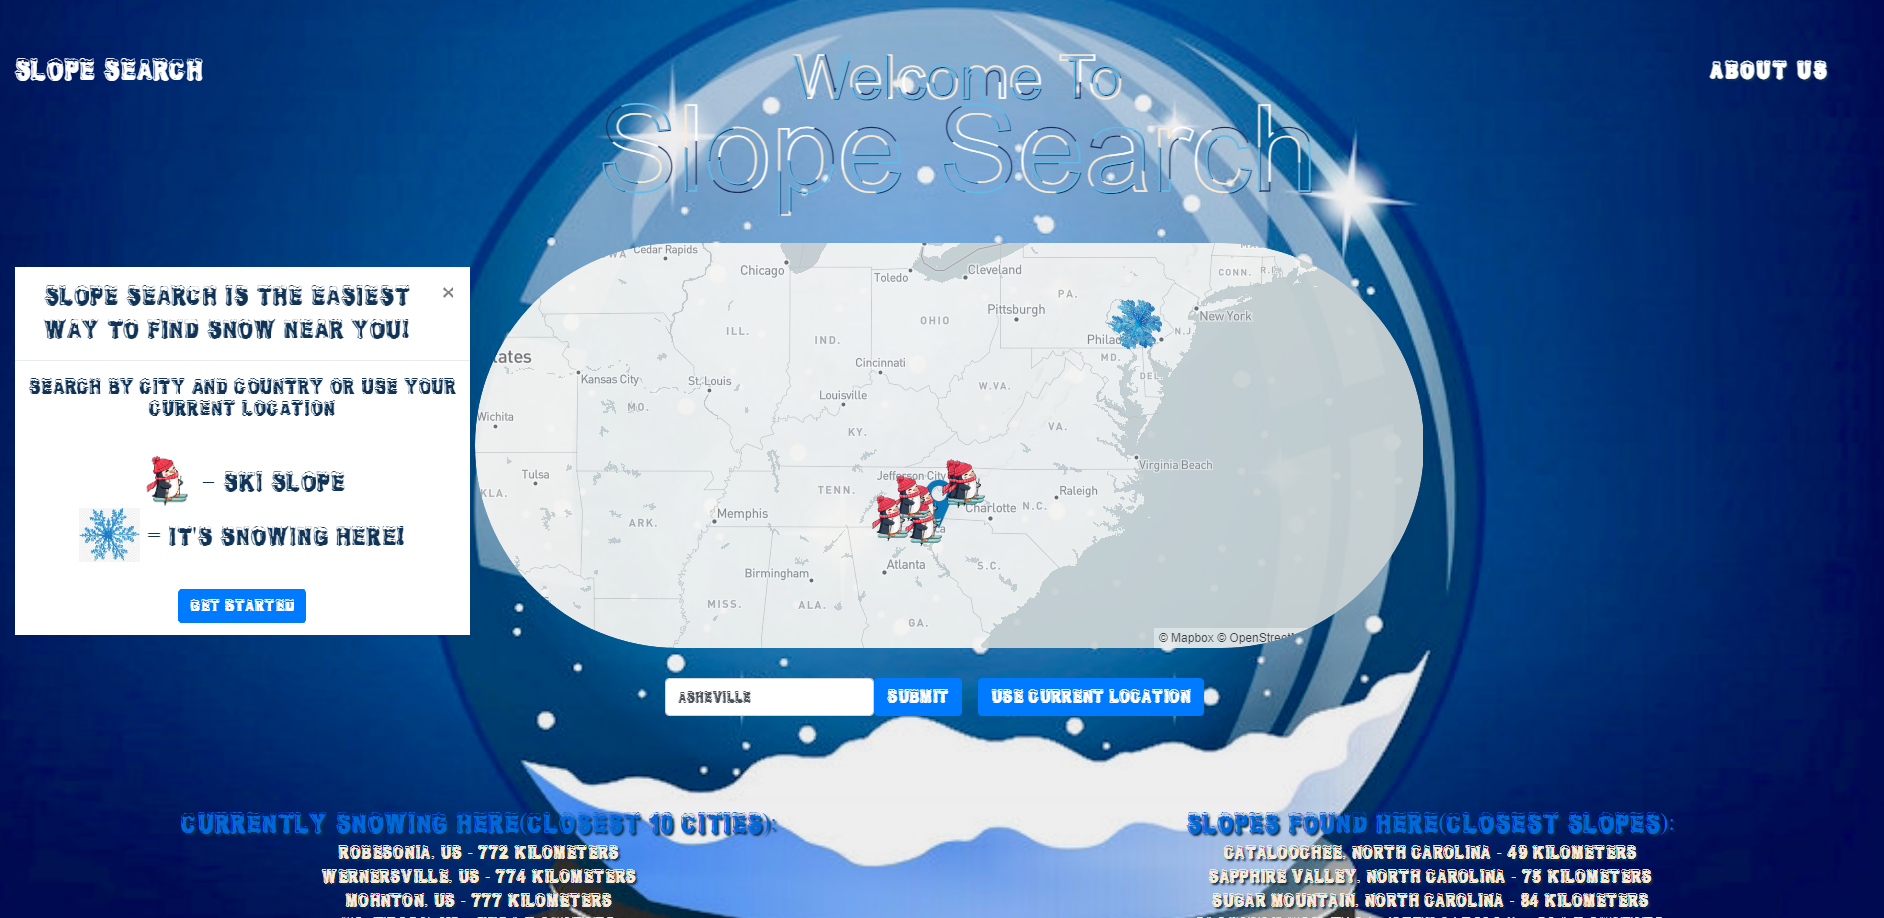 SLOPE SEARCH
ABOUT US
Welcome To
Slope Search
SLOPE SEARCH IS THE EASIEST
WAY TO FIND SNOW NEAR YOU!
×
SEARCH BY CITY AND COUNTRY OR USE YOUR
CURRENT LOCATION
– SKI SLOPE
= IT'S SNOWING HERE!
GET STARTED
Cedar Rapids
Chicago
Toledo
Cleveland
CONN.
R.I.
PA.
Pittsburgh
New York
OHIO
ILL.
IND.
N.J.
Philad
MD.
ates
Cincinnati
Kansas City
St. Louis
W.VA.
DEL.
Louisville
MO.
Wichita
KY.
VA.
Virginia Beach
Tulsa
Jefferson City
KLA.
TENN.
Raleigh
Memphis
Charlotte
N.C.
ARK.
Atlanta
S.C.
Birmingham
MISS.
ALA.
GA.
© Mapbox © OpenStreet
ASHEVILLE
SUBMIT
USE CURRENT LOCATION
CURRENTLY SNOWING HERE(CLOSEST 10 CITIES):
ROBESONIA, US - 772 KILOMETERS
WERNERSVILLE, US - 774 KILOMETERS
MOHNTON, US - 777 KILOMETERS
SLOPES FOUND HERE(CLOSEST SLOPES):
CATALOOCHEE, NORTH CAROLINA - 49 KILOMETERS
SAPPHIRE VALLEY, NORTH CAROLINA - 75 KILOMETERS
SUGAR MOUNTAIN, NORTH CAROLINA - 84 KILOMETERS